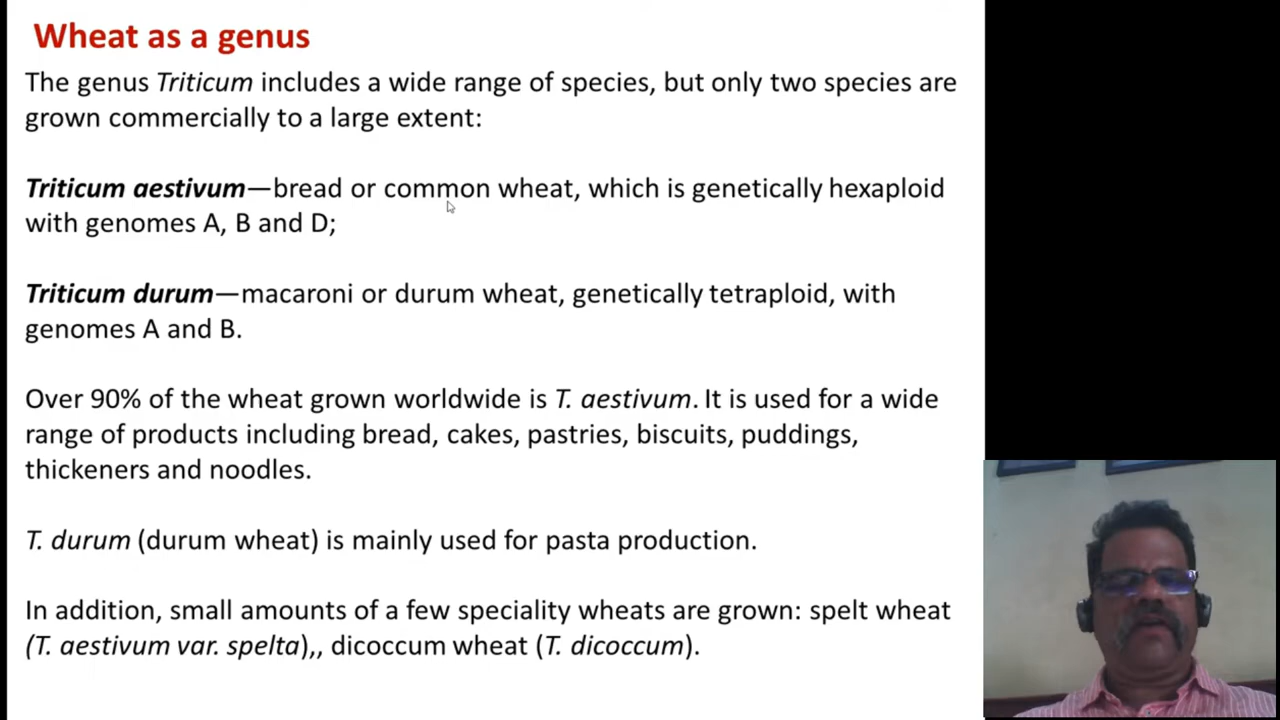 Wheat as a genus
The genus Triticum includes a wide range of species, but only two species are
grown commercially to a large extent:
Triticum aestivum—bread or common wheat, which is genetically hexaploid
with genomes A, B and D;
Triticum durum—macaroni or durum wheat, genetically tetraploid, with
genomes A and B.
Over 90% of the wheat grown worldwide is T. aestivum. It is used for a wide
range of products including bread, cakes, pastries, biscuits, puddings,
thickeners and noodles.
T. durum (durum wheat) is mainly used for pasta production.
In addition, small amounts of a few speciality wheats are grown: spelt wheat
(T. aestivum var. spelta),, dicoccum wheat (T. dicoccum).